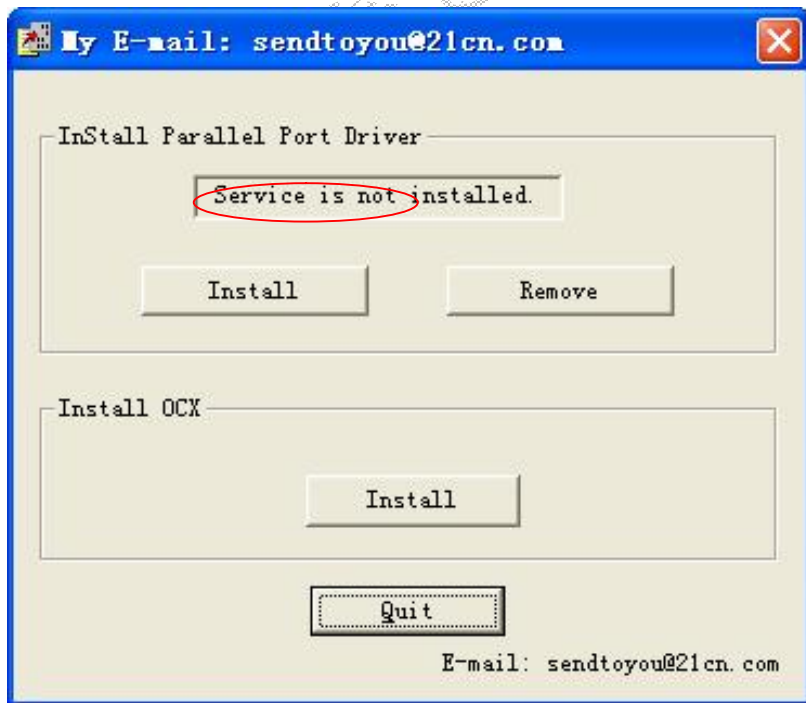 My E-mail: sendtoyou@21cn.com
InStall Parallel Port Driver
Service is not installed.
Install Remove
Install OCX
Install
Quit
E-mail: sendtoyou@21cn.com